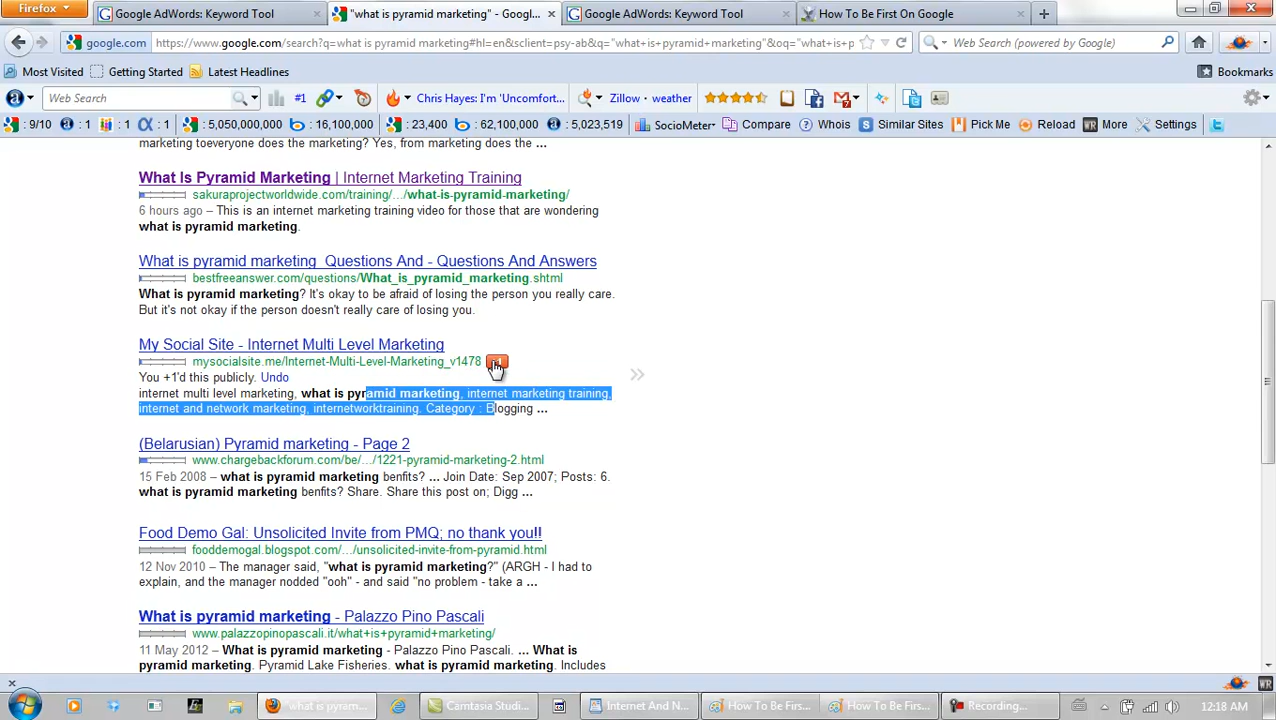 Firefox
Google AdWords: Keyword Tool
"what is pyramid marketing" - Googl...
Google AdWords: Keyword Tool
How To Be First On Google
google.com
https://www.google.com/search?q=what is pyramid marketing#hl=en&sclient=psy-ab&q="what+is+pyramid+marketing"&oq="what+is+p
Search (powered by Google)
Most Visited
Getting Started
Latest Headlines
Bookmarks
Web Search
#1
Chris Hayes: I'm 'Uncomfort...
Zillow
weather
: 9/10
: 1
: 1
: 1
: 5,050,000,000
: 16,100,000
: 23,400
: 62,100,000
: 5,023,519
SocioMeter
Compare
Whois
Similar Sites
Pick Me
Reload
More
Settings
marketing toeveryone does the marketing? Yes, from marketing does the ...
What Is Pyramid Marketing | Internet Marketing Training
sakuraprojectworldwide.com/training/.../what-is-pyramid-marketing/
6 hours ago – This is an internet marketing training video for those that are wondering
what is pyramid marketing.
What is pyramid marketing Questions And - Questions And Answers
bestfreeanswer.com/questions/What_is_pyramid_marketing.shtml
What is pyramid marketing? It's okay to be afraid of losing the person you really care.
But it's not okay if the person doesn't really care of losing you.
My Social Site - Internet Multi Level Marketing
mysocialsite.me/Internet-Multi-Level-Marketing_v1478
You +1'd this publicly. Undo
internet multi level marketing, what is pyramid marketing, internet marketing training,
internet and network marketing, internetworktraining. Category : Blogging ...
(Belarusian) Pyramid marketing - Page 2
www.chargebackforum.com/be/.../1221-pyramid-marketing-2.html
15 Feb 2008 – what is pyramid marketing benfits? ... Join Date: Sep 2007; Posts: 6.
what is pyramid marketing benfits? Share. Share this post on; Digg ...
Food Demo Gal: Unsolicited Invite from PMQ; no thank you!!
fooddemogal.blogspot.com/.../unsolicited-invite-from-pyramid.html
12 Nov 2010 – The manager said, "what is pyramid marketing?" (ARGH - I had to
explain, and the manager nodded "ooh" - and said "no problem - take a ...
What is pyramid marketing - Palazzo Pino Pascali
www.palazzopinopascali.it/what+is+pyramid+marketing/
11 May 2012 – What is pyramid marketing - Palazzo Pino Pascali. ... What is
pyramid marketing. Pyramid Lake Fisheries. what is pyramid marketing. Includes
"what is pyram...
Camtasia Studi...
Internet And N...
How To Be Firs...
How To Be Firs...
Recording...
12:18 AM